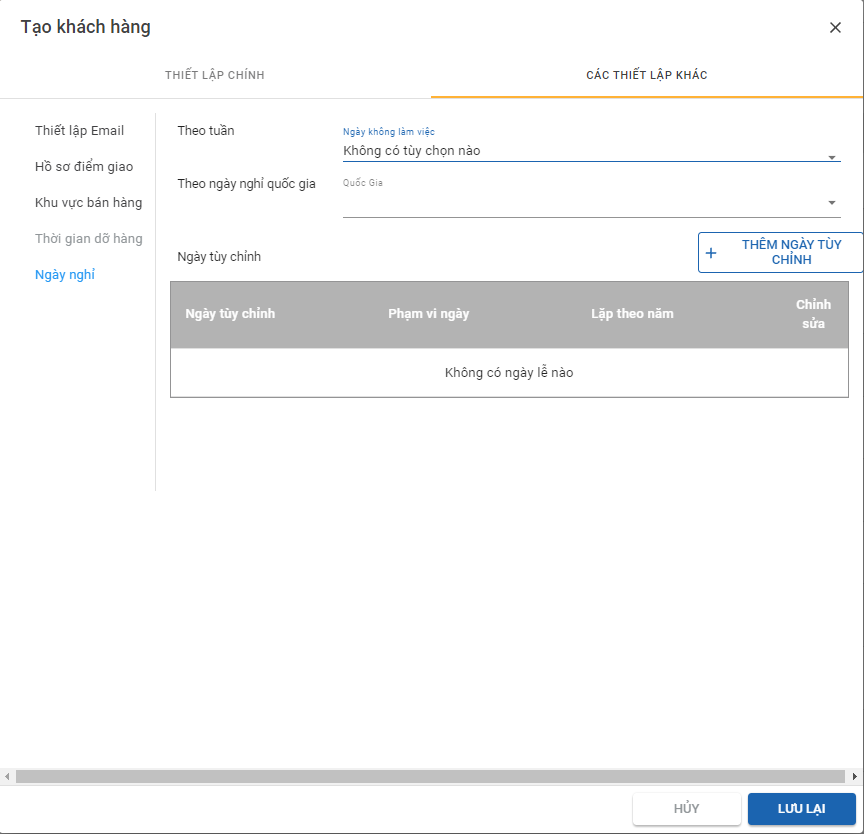 Tạo khách hàng
THIẾT LẬP CHÍNH
CÁC THIẾT LẬP KHÁC
Thiết lập Email
Hồ sơ điểm giao
Khu vực bán hàng
Thời gian dỡ hàng
Ngày nghỉ
Theo tuần
Ngày không làm việc
Không có tùy chọn nào
Theo ngày nghỉ quốc gia
Quốc Gia
Ngày tùy chỉnh
+ THÊM NGÀY TÙY
CHỈNH
Ngày tùy chỉnh
Phạm vi ngày
Lặp theo năm
Chỉnh
sửa
Không có ngày lễ nào
HỦY
LƯU LẠI